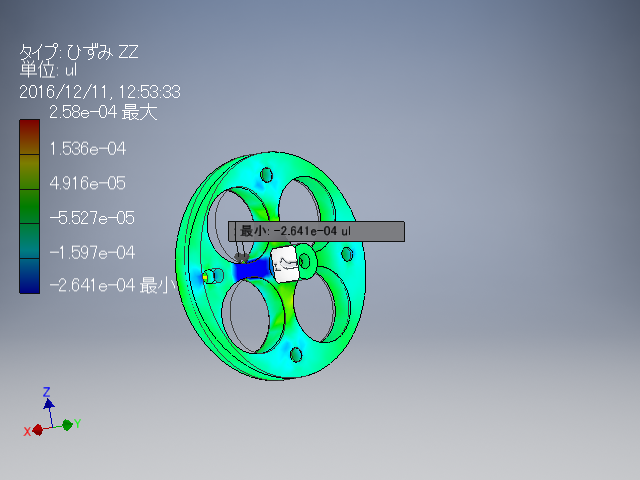 タイプ: ひずみ ZZ
単位: ul
2016/12/11, 12:53:33
2.58e-04 最大
1.536e-04
4.916e-05
-5.527e-05
-1.597e-04
-2.641e-04 最小
最小: -2.641e-04 ul
Z
X
Y